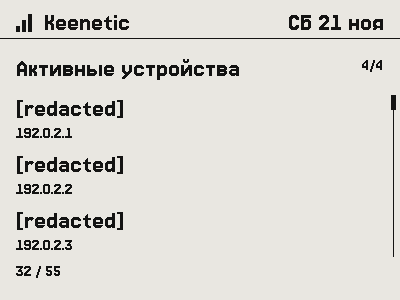 Keenetic Сб 21 ноя
Активные устройства 4/4
[redacted]
192.0.2.1
[redacted]
192.0.2.2
[redacted]
192.0.2.3
32 / 55